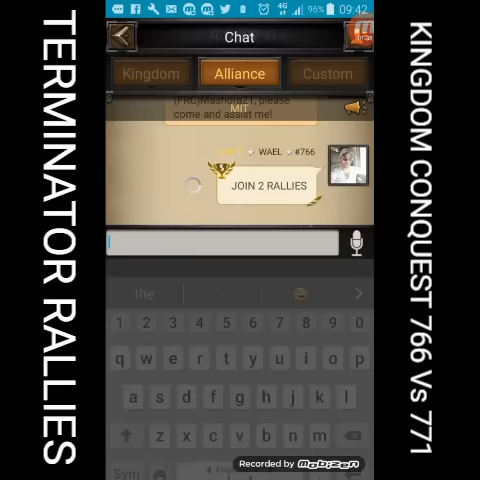 TERMINATOR RALLIES
4G 96% 09:42
Chat
Kingdom Alliance Custom
(FRC)Mashora21, please
MIT
come and assist me!
WAEL #766
JOIN 2 RALLIES
the
1 2 3 4 5 6 7 8 9 0
q w e r t y u i o p
a s d f g h j k l
z x c v b n m
Sym
Recorded by MOBIZEN
KINGDOM CONQUEST 766 Vs 771